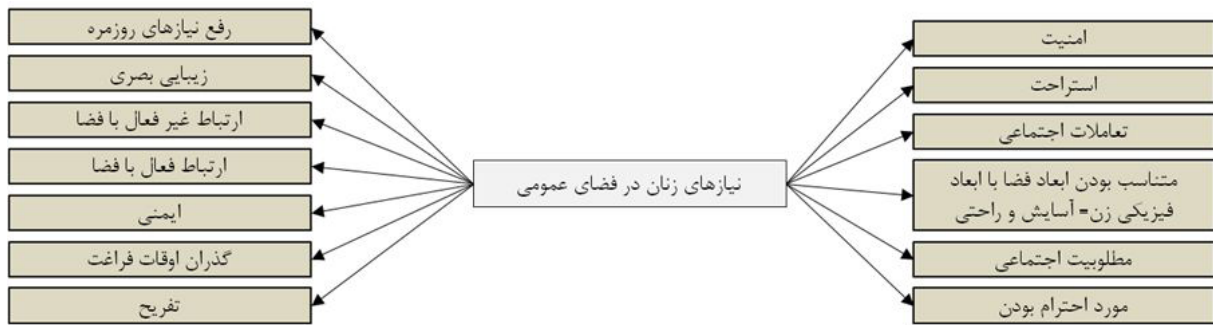 امنیت
استراحت
تعاملات اجتماعی
متناسب بودن ابعاد فضا با ابعاد
فیزیکی زن= آسایش و راحتی
مطلوبیت اجتماعی
مورد احترام بودن
نیازهای زنان در فضای عمومی
رفع نیازهای روزمره
زیبایی بصری
ارتباط غیر فعال با فضا
ارتباط فعال با فضا
ایمنی
گذران اوقات فراغت
تفریح